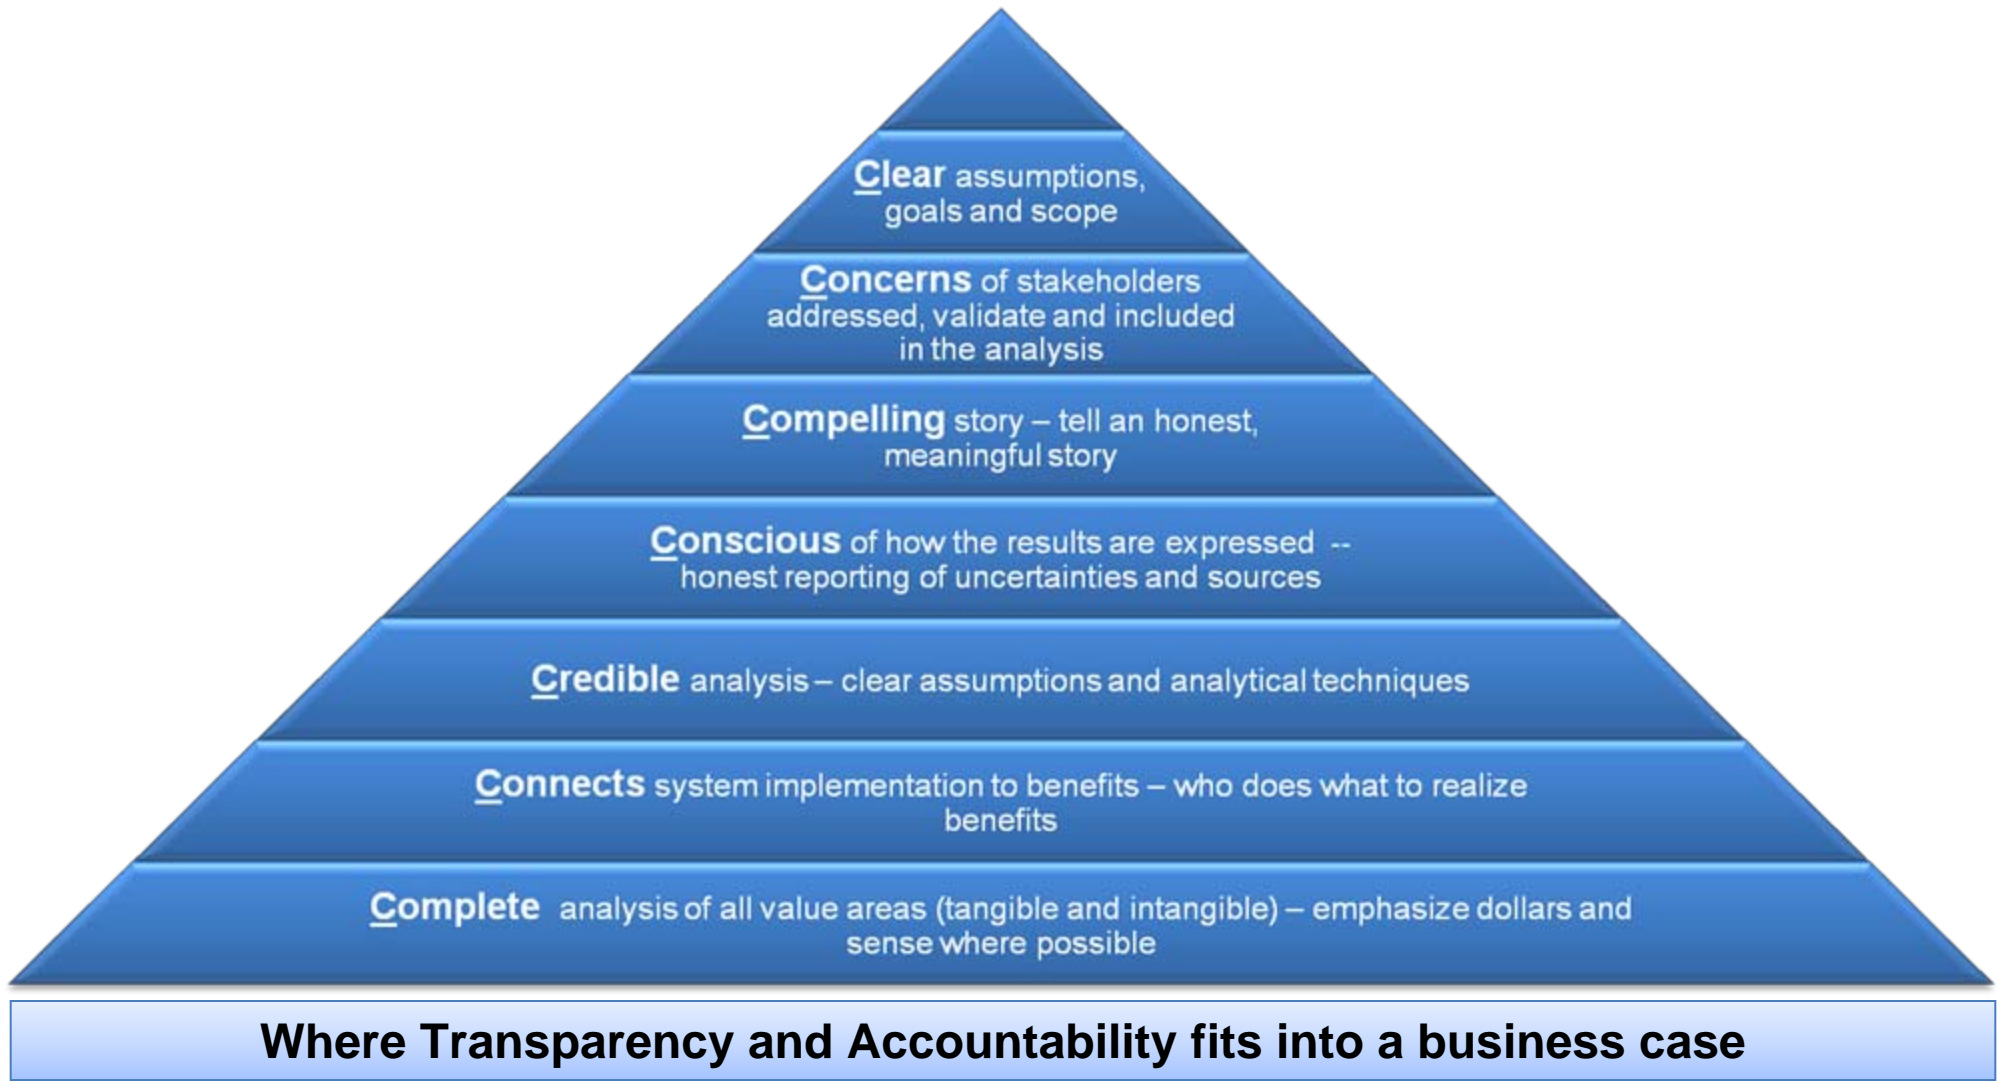 Clear assumptions,
goals and scope
Concerns of stakeholders
addressed, validate and included
in the analysis
Compelling story – tell an honest,
meaningful story
Conscious of how the results are expressed --
honest reporting of uncertainties and sources
Credible analysis – clear assumptions and analytical techniques
Connects system implementation to benefits – who does what to realize
benefits
Complete analysis of all value areas (tangible and intangible) – emphasize dollars and
sense where possible
Where Transparency and Accountability fits into a business case